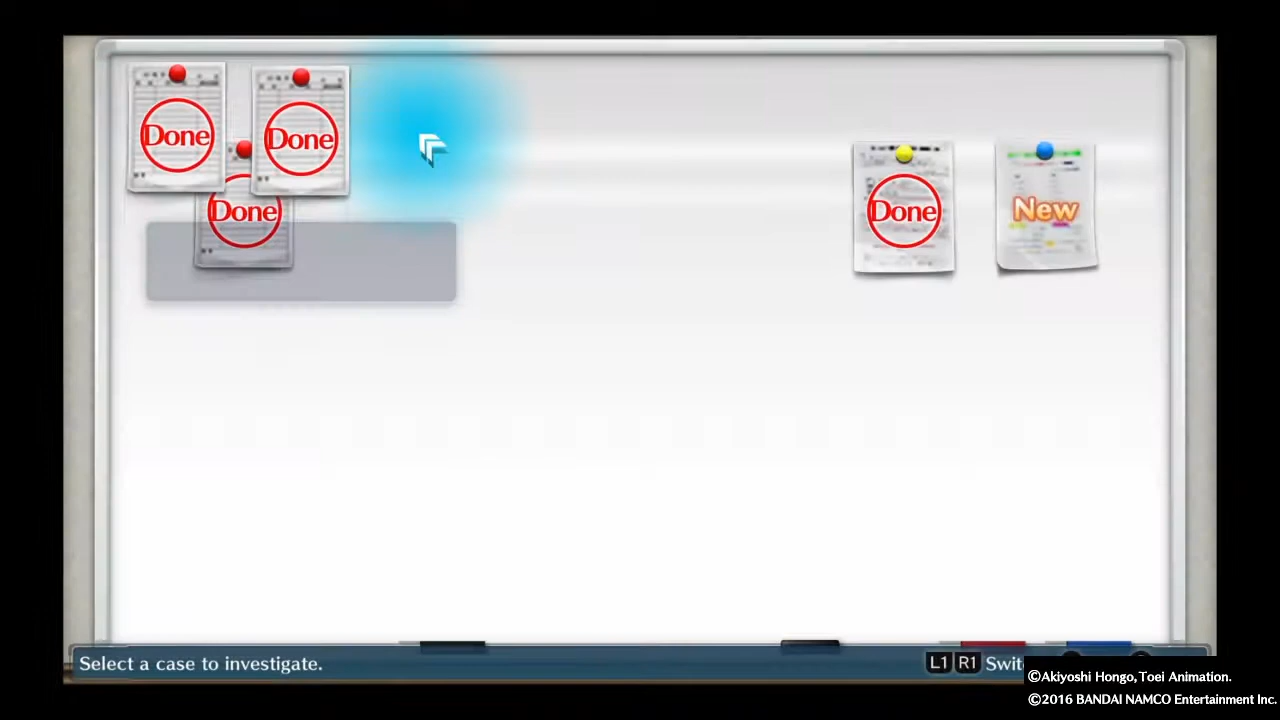 Done
Done
Done
Done
New
Select a case to investigate.
L1 R1 Swit
©Akiyoshi Hongo, Toei Animation.
©2016 BANDAI NAMCO Entertainment Inc.